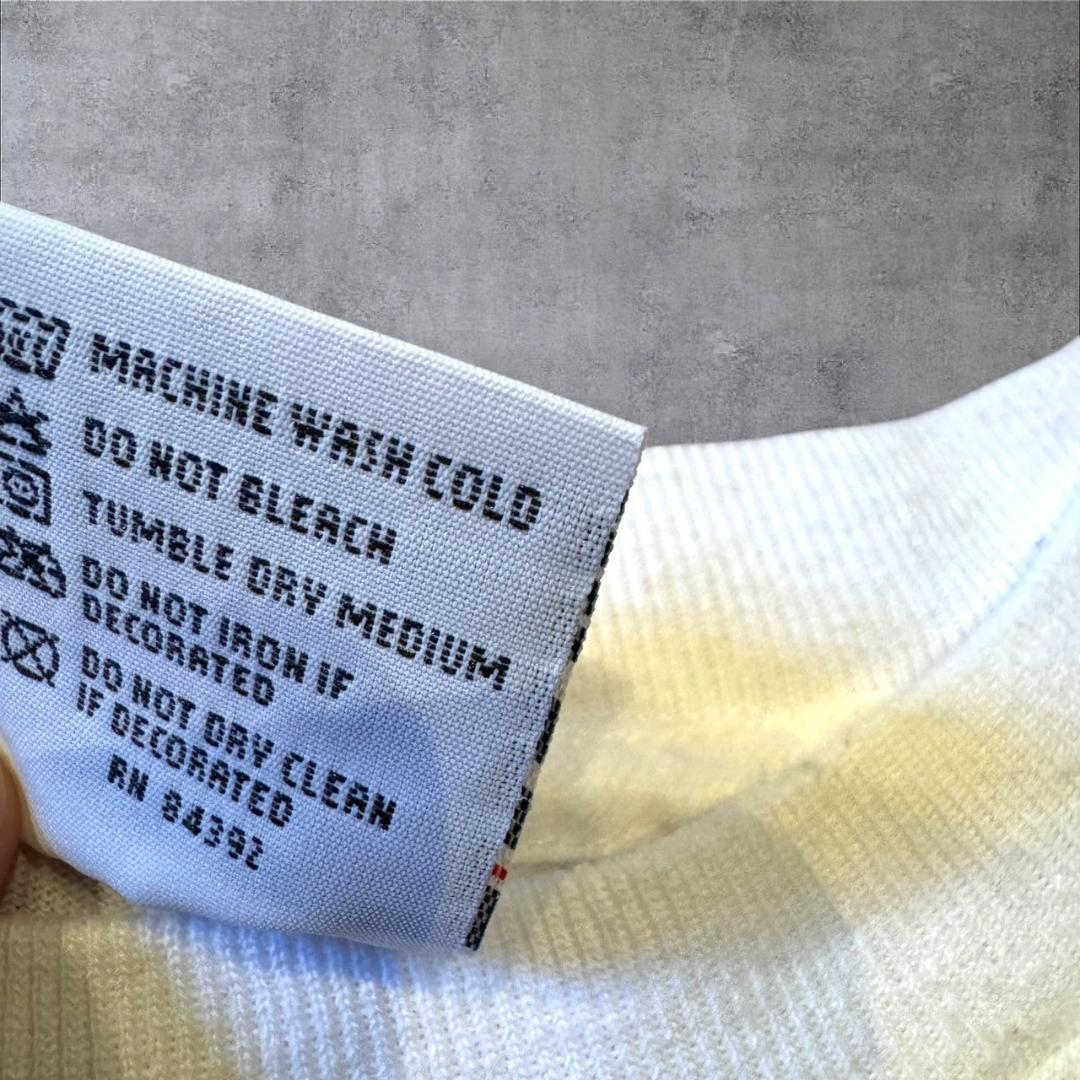 MACHINE WASH COLD
DO NOT BLEACH
TUMBLE DRY MEDIUM
DO NOT IRON IF
DECORATED
DO NOT DRY CLEAN
IF DECORATED
RN 84392